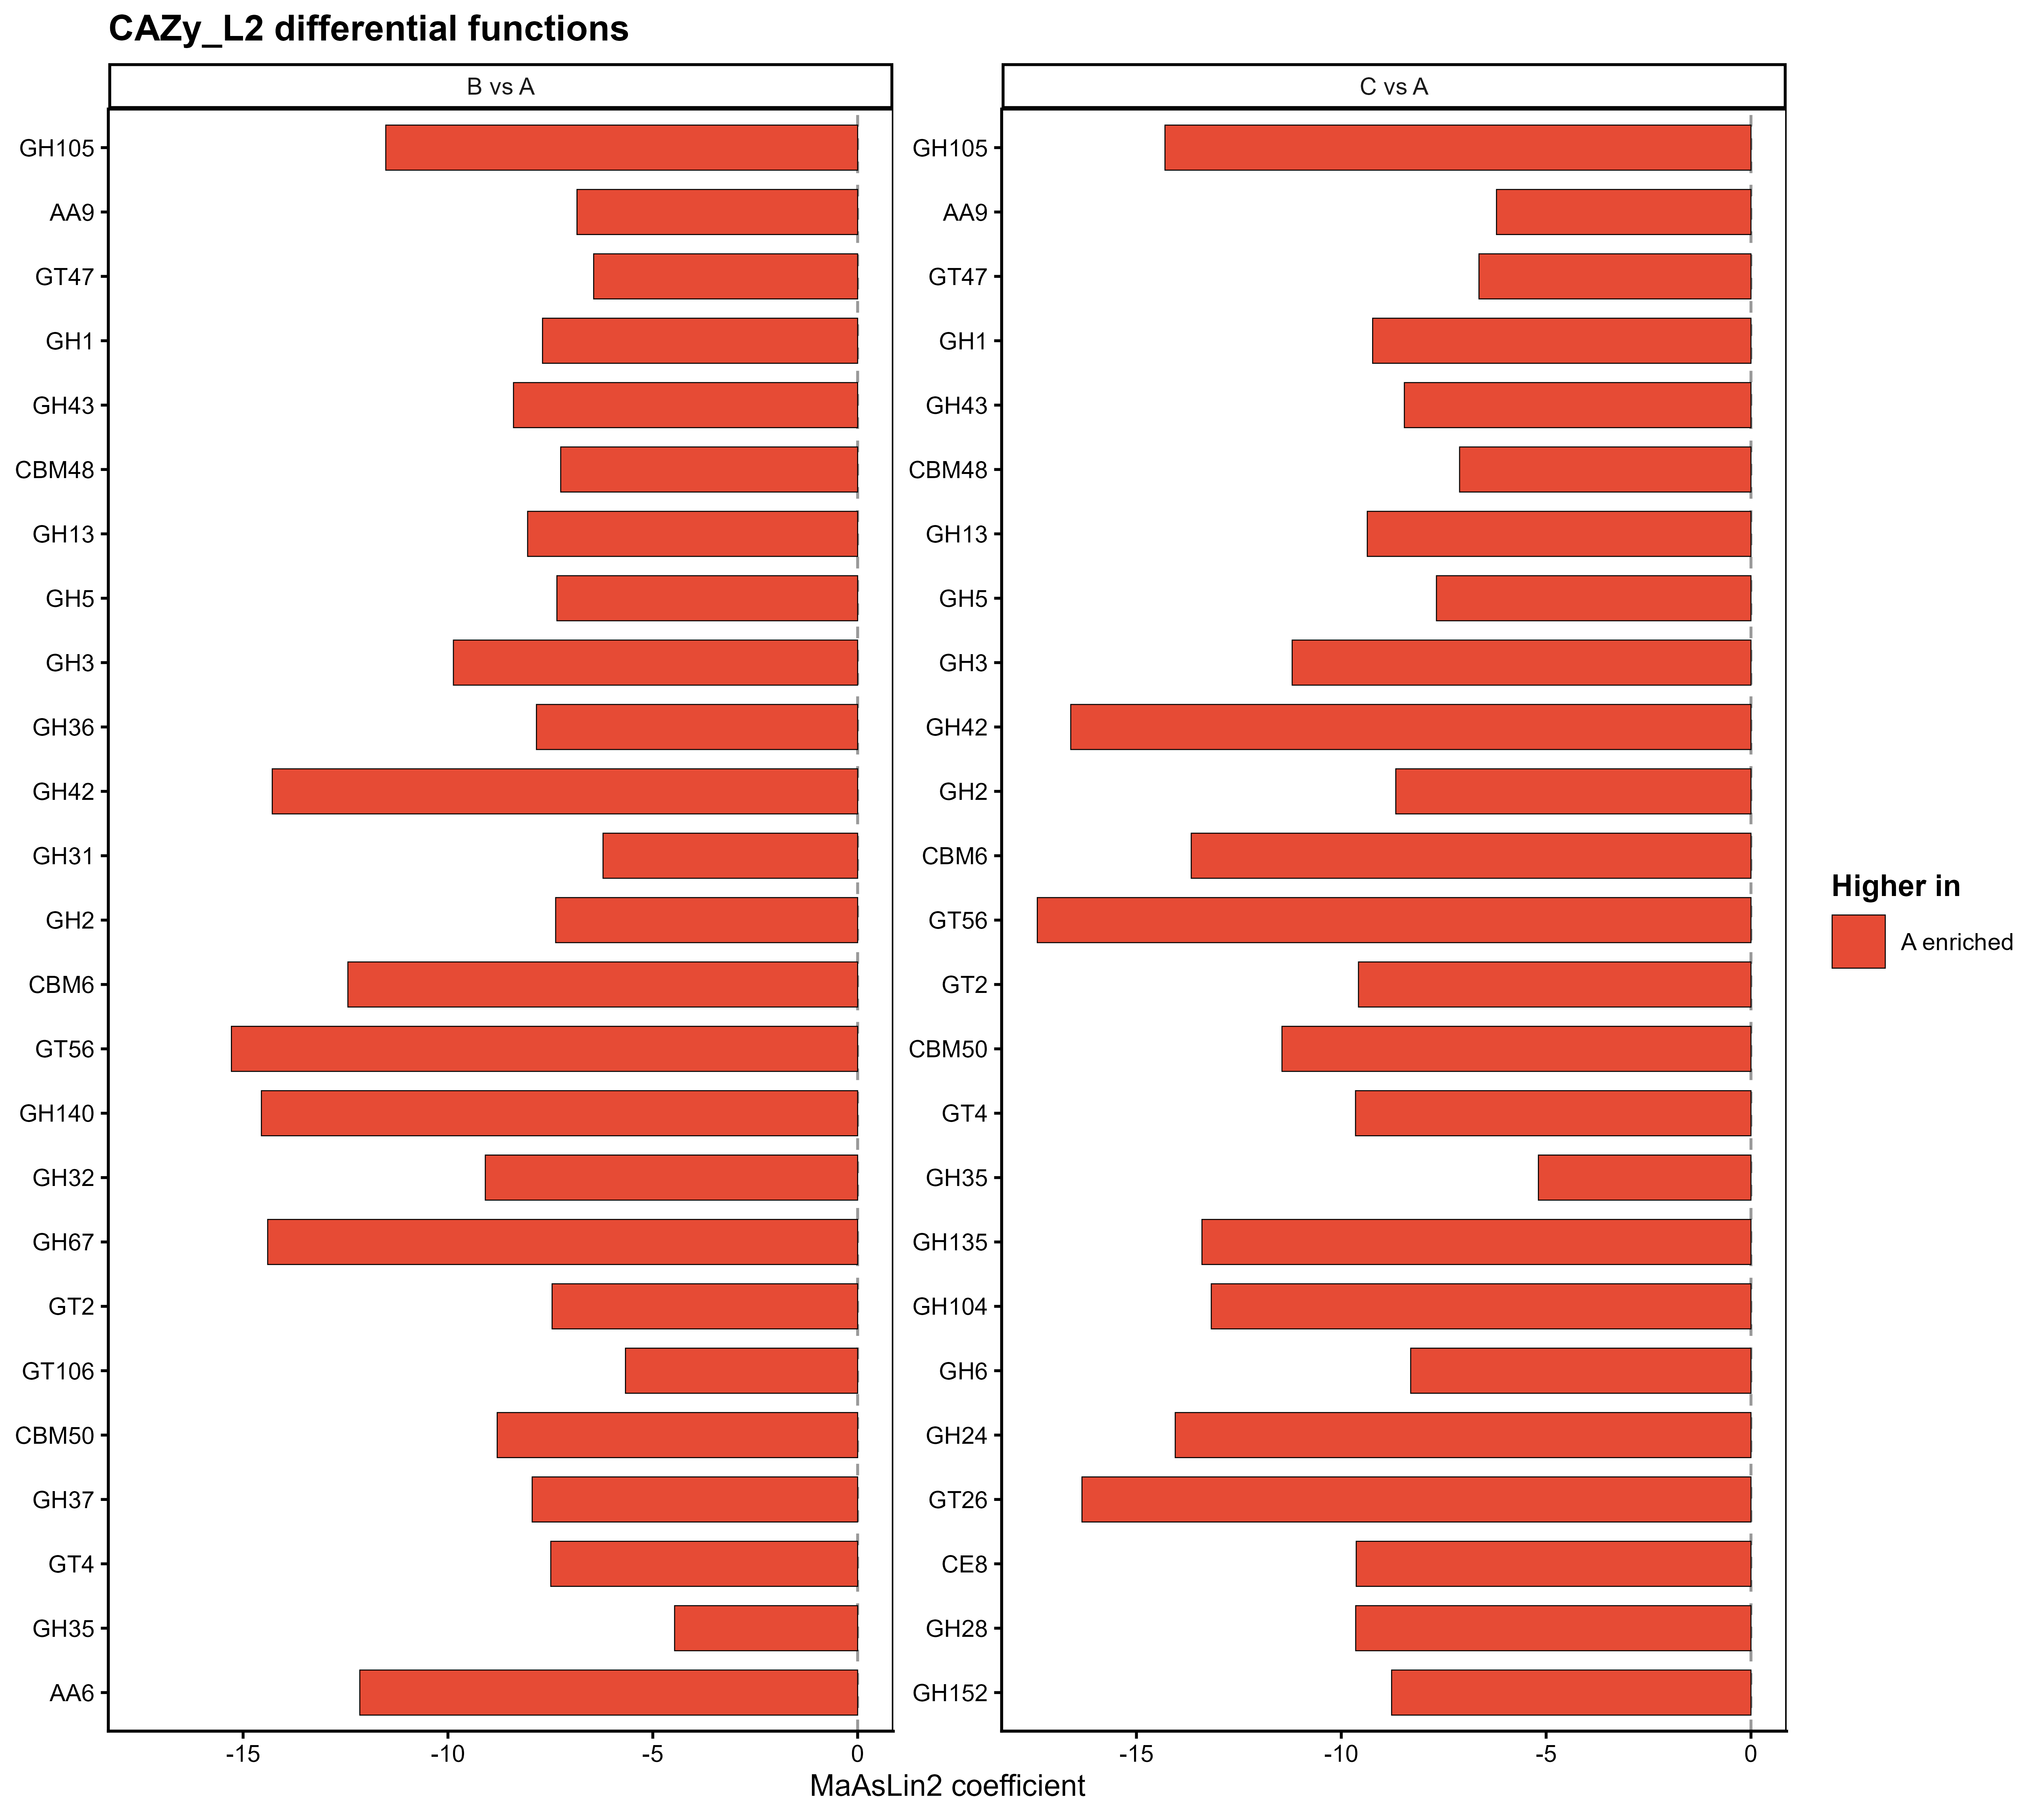 CAZy_L2 differential functions
B vs A
GH105
AA9
GT47
GH1
GH43
CBM48
GH13
GH5
GH3
GH36
GH42
GH31
GH2
CBM6
GT56
GH140
GH32
GH67
GT2
GT106
CBM50
GH37
GT4
GH35
AA6
-15 -10 -5 0
C vs A
GH105
AA9
GT47
GH1
GH43
CBM48
GH13
GH5
GH3
GH42
GH2
CBM6
GT56
GT2
CBM50
GT4
GH35
GH135
GH104
GH6
GH24
GT26
CE8
GH28
GH152
-15 -10 -5 0
MaAsLin2 coefficient
Higher in
A enriched